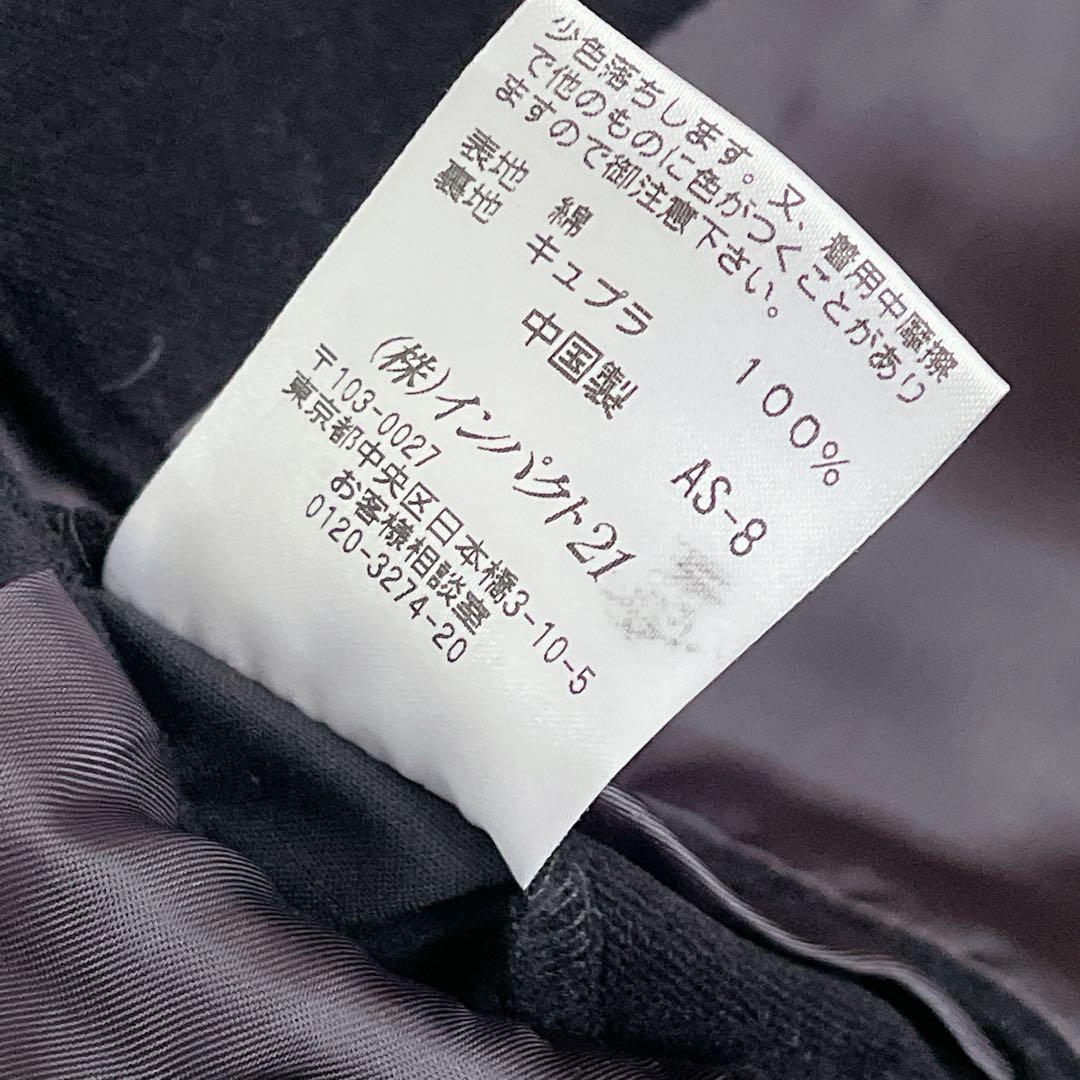 少色落ちします。又、着用中摩擦
で他のものに色がつくことがあり
ますので御注意下さい。
表地 綿 100%
裏地 キュプラ
中国製 AS-8
(株)インパクト21
〒103-0027
東京都中央区日本橋3-10-5
お客様相談室
0120-3274-20